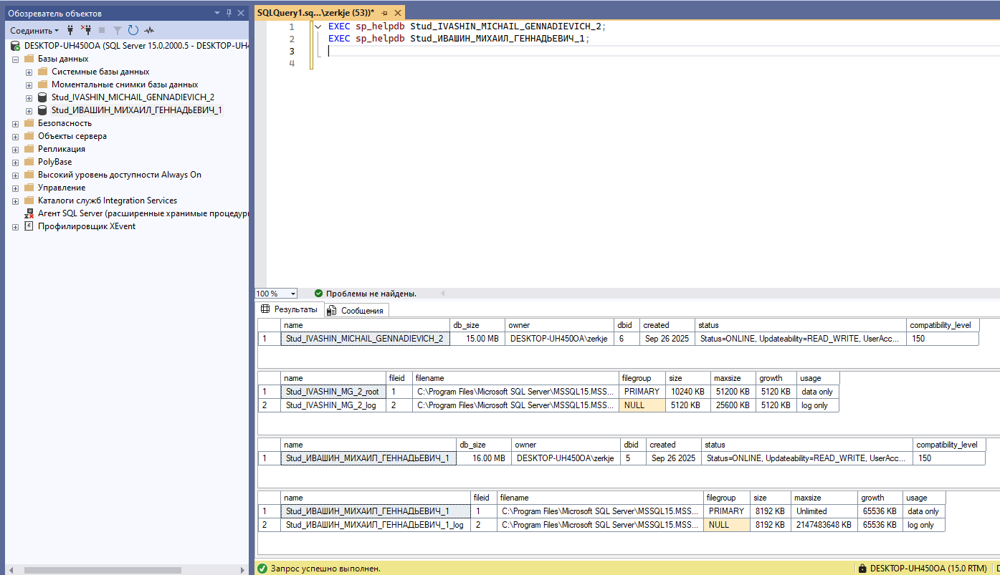 Обозреватель объектов
Соединить
DESKTOP-UH450OA (SQL Server 15.0.2000.5 - DESKTOP-UH4
Базы данных
Системные базы данных
Моментальные снимки базы данных
Stud_IVASHIN_MICHAIL_GENNADIEVICH_2
Stud_ИВАШИН_МИХАИЛ_ГЕННАДЬЕВИЧ_1
Безопасность
Объекты сервера
Репликация
PolyBase
Высокий уровень доступности Always On
Управление
Каталоги служб Integration Services
Агент SQL Server (расширенные хранимые процедур
Профилировщик XEvent
SQLQuery1.sq...\zerkje (53))*
1 EXEC sp_helpdb Stud_IVASHIN_MICHAIL_GENNADIEVICH_2;
2 EXEC sp_helpdb Stud_ИВАШИН_МИХАИЛ_ГЕННАДЬЕВИЧ_1;
3
4
100 % Проблемы не найдены.
Результаты Сообщения
name db_size owner dbid created status compatibility_level
1 Stud_IVASHIN_MICHAIL_GENNADIEVICH_2 15.00 MB DESKTOP-UH450OA\zerkje 6 Sep 26 2025 Status=ONLINE, Updateability=READ_WRITE, UserAcc... 150
name fileid filename filegroup size maxsize growth usage
1 Stud_IVASHIN_MG_2_root 1 C:\Program Files\Microsoft SQL Server\MSSQL15.MSS... PRIMARY 10240 KB 51200 KB 5120 KB data only
2 Stud_IVASHIN_MG_2_log 2 C:\Program Files\Microsoft SQL Server\MSSQL15.MSS... NULL 5120 KB 25600 KB 5120 KB log only
name db_size owner dbid created status compatibility_level
1 Stud_ИВАШИН_МИХАИЛ_ГЕННАДЬЕВИЧ_1 16.00 MB DESKTOP-UH450OA\zerkje 5 Sep 26 2025 Status=ONLINE, Updateability=READ_WRITE, UserAcc... 150
name fileid filename filegroup size maxsize growth usage
1 Stud_ИВАШИН_МИХАИЛ_ГЕННАДЬЕВИЧ_1 1 C:\Program Files\Microsoft SQL Server\MSSQL15.MSS... PRIMARY 8192 KB Unlimited 65536 KB data only
2 Stud_ИВАШИН_МИХАИЛ_ГЕННАДЬЕВИЧ_1_log 2 C:\Program Files\Microsoft SQL Server\MSSQL15.MSS... NULL 8192 KB 2147483648 KB 65536 KB log only
Запрос успешно выполнен. DESKTOP-UH450OA (15.0 RTM)